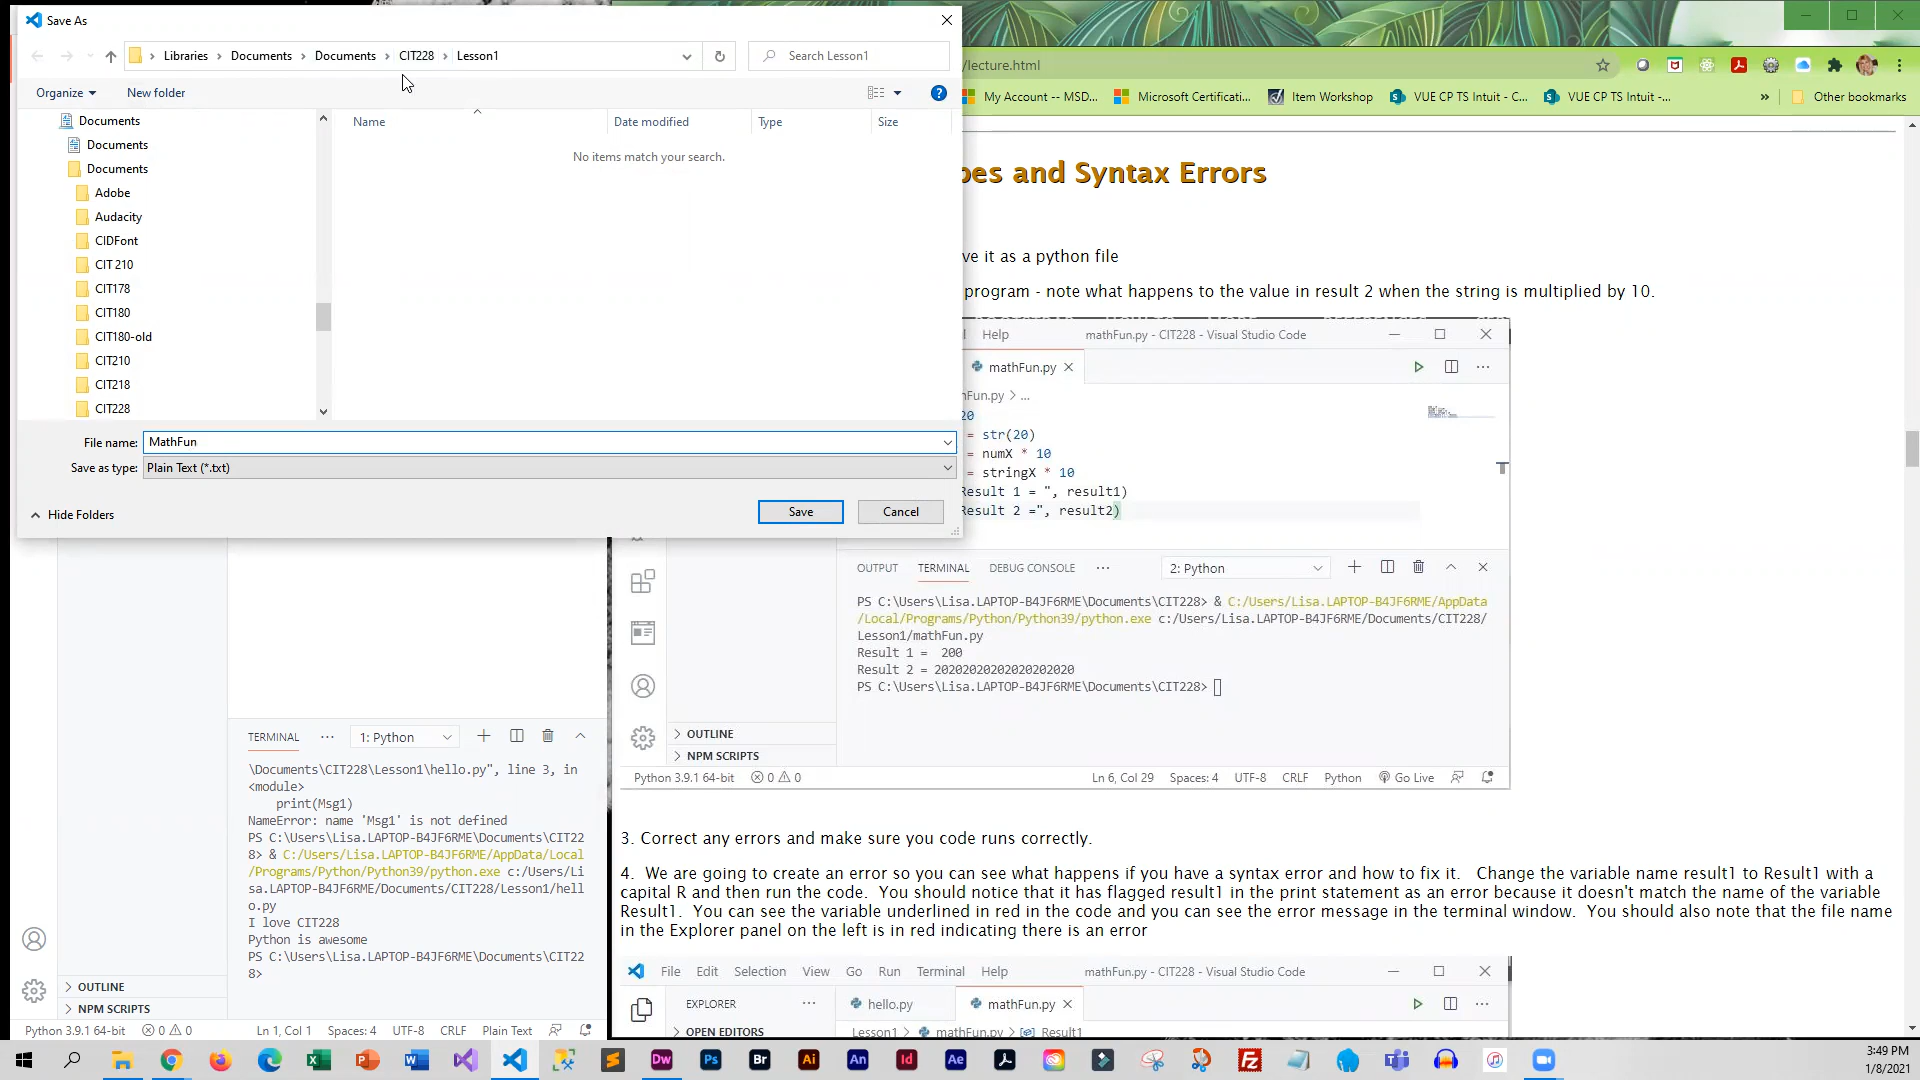 Save As
Libraries > Documents > Documents > CIT228 > Lesson1
Search Lesson1
Organize
New folder
Documents
Documents
Documents
Adobe
Audacity
CIDFont
CIT 210
CIT178
CIT180
CIT180-old
CIT210
CIT218
CIT228
Name
Date modified
Type
Size
No items match your search.
File name: MathFun
Save as type: Plain Text (*.txt)
Hide Folders
Save
Cancel
/lecture.html
My Account -- MSD...
Microsoft Certificati...
Item Workshop
VUE CP TS Intuit - C...
VUE CP TS Intuit -...
»
Other bookmarks
pes and Syntax Errors
ve it as a python file
program - note what happens to the value in result 2 when the string is multiplied by 10.
Help
mathFun.py - CIT228 - Visual Studio Code
mathFun.py
Fun.py > ...
20
= str(20)
= numX * 10
= stringX * 10
Result 1 = ", result1)
Result 2 =", result2)
OUTPUT
TERMINAL
DEBUG CONSOLE
2: Python
PS C:\Users\Lisa.LAPTOP-B4JF6RME\Documents\CIT228> & C:/Users/Lisa.LAPTOP-B4JF6RME/AppData
/Local/Programs/Python/Python39/python.exe c:/Users/Lisa.LAPTOP-B4JF6RME/Documents/CIT228/
Lesson1/mathFun.py
Result 1 =  200
Result 2 = 20202020202020202020
PS C:\Users\Lisa.LAPTOP-B4JF6RME\Documents\CIT228>
OUTLINE
NPM SCRIPTS
Python 3.9.1 64-bit
0
0
Ln 6, Col 29
Spaces: 4
UTF-8
CRLF
Python
Go Live
TERMINAL
1: Python
\Documents\CIT228\Lesson1\hello.py", line 3, in
<module>
print(Msg1)
NameError: name 'Msg1' is not defined
PS C:\Users\Lisa.LAPTOP-B4JF6RME\Documents\CIT22
8> & C:/Users/Lisa.LAPTOP-B4JF6RME/AppData/Local
/Programs/Python/Python39/python.exe c:/Users/Li
sa.LAPTOP-B4JF6RME/Documents/CIT228/Lesson1/hell
o.py
I love CIT228
Python is awesome
PS C:\Users\Lisa.LAPTOP-B4JF6RME\Documents\CIT22
8>
OUTLINE
NPM SCRIPTS
Python 3.9.1 64-bit
0
0
Ln 1, Col 1
Spaces: 4
UTF-8
CRLF
Plain Text
3. Correct any errors and make sure you code runs correctly.
4. We are going to create an error so you can see what happens if you have a syntax error and how to fix it. Change the variable name result1 to Result1 with a
capital R and then run the code. You should notice that it has flagged result1 in the print statement as an error because it doesn't match the name of the variable
Result1. You can see the variable underlined in red in the code and you can see the error message in the terminal window. You should also note that the file name
in the Explorer panel on the left is in red indicating there is an error
File
Edit
Selection
View
Go
Run
Terminal
Help
mathFun.py - CIT228 - Visual Studio Code
EXPLORER
hello.py
mathFun.py
OPEN EDITORS
Lesson1 > mathFun.py > Result1
3:49 PM
1/8/2021